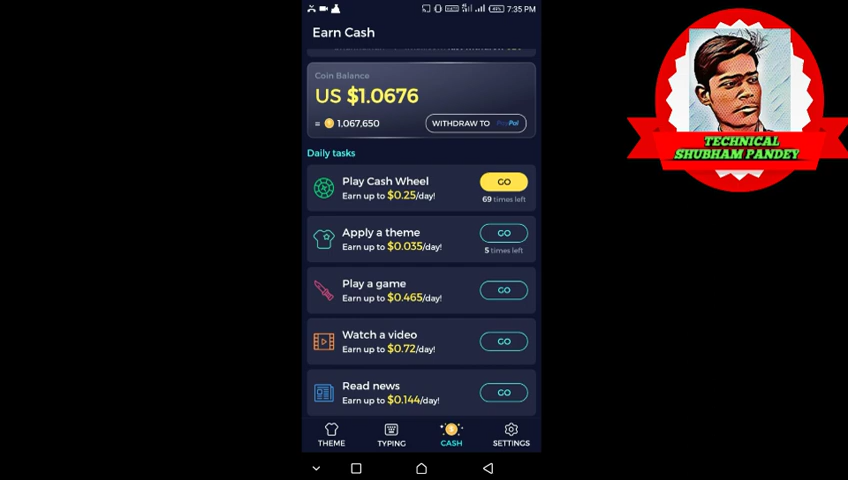 7:35 PM
Earn Cash
Coin Balance
US $1.0676
= 1,067,650
WITHDRAW TO PayPal
Daily tasks
Play Cash Wheel
GO
Earn up to $0.25/day!
69 times left
Apply a theme
GO
Earn up to $0.035/day!
5 times left
Play a game
GO
Earn up to $0.465/day!
Watch a video
GO
Earn up to $0.72/day!
Read news
GO
Earn up to $0.144/day!
THEME
TYPING
CASH
SETTINGS
TECHNICAL
SHUBHAM PANDEY